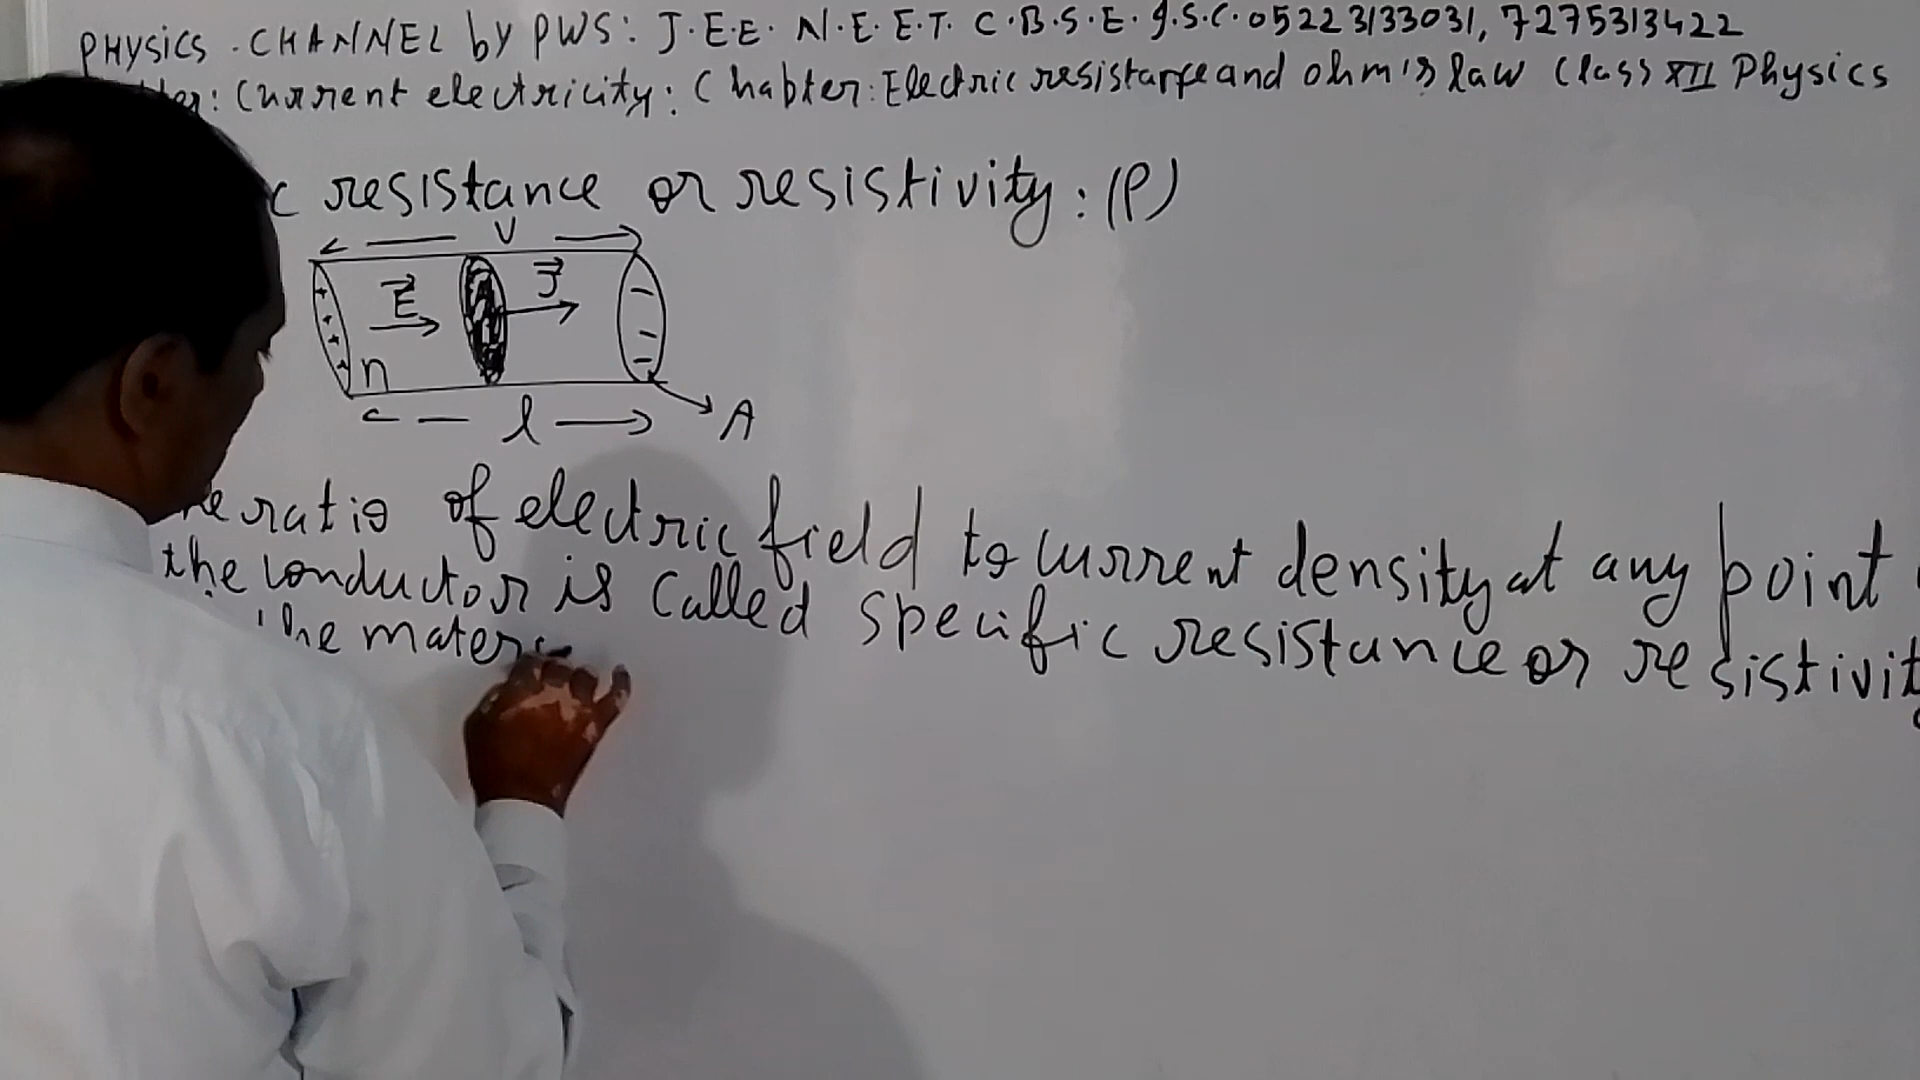 PHYSICS . CHANNEL by PWS: J.E.E. N.E.E.T. C.B.S.E. I.S.C. 05223133031, 7275313422
: Current electricity: Chapter: Electric resistance and ohm's law Class XII Physics
c resistance or resistivity: (ρ)
V
E J
+ + + + - - -
n
l A
ratio of electric field to current density at any point
the conductor is called specific resistance or resistivity
the mater